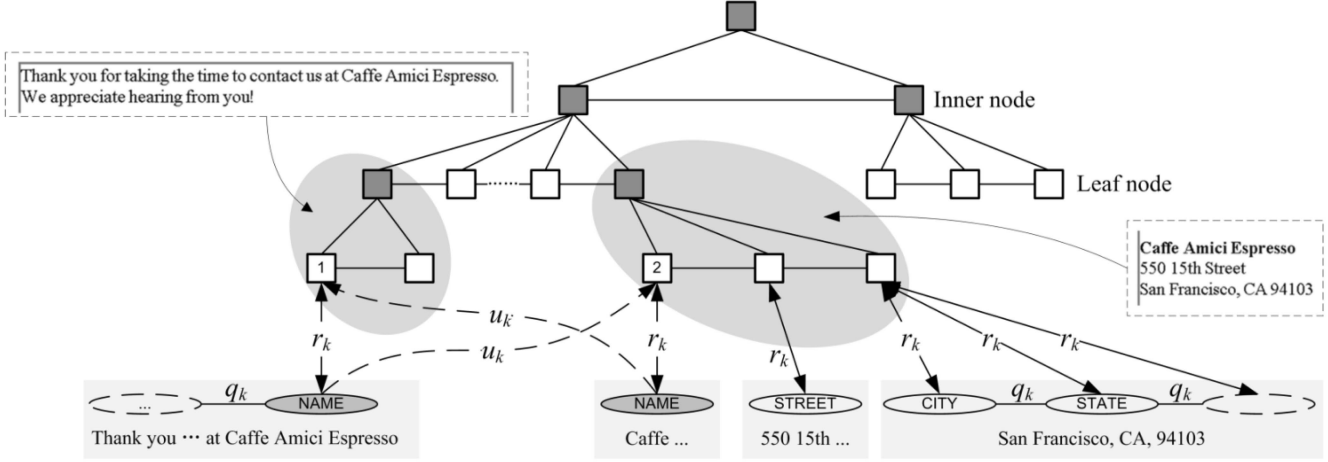 Thank you for taking the time to contact us at Caffe Amici Espresso.
We appreciate hearing from you!
Inner node
Leaf node
Caffe Amici Espresso
550 15th Street
San Francisco, CA 94103
1
2
u_k
u_k
r_k
r_k
r_k
r_k
r_k
r_k
...
q_k
NAME
NAME
STREET
CITY
q_k
STATE
q_k
Thank you ··· at Caffe Amici Espresso
Caffe ...
550 15th ...
San Francisco, CA, 94103